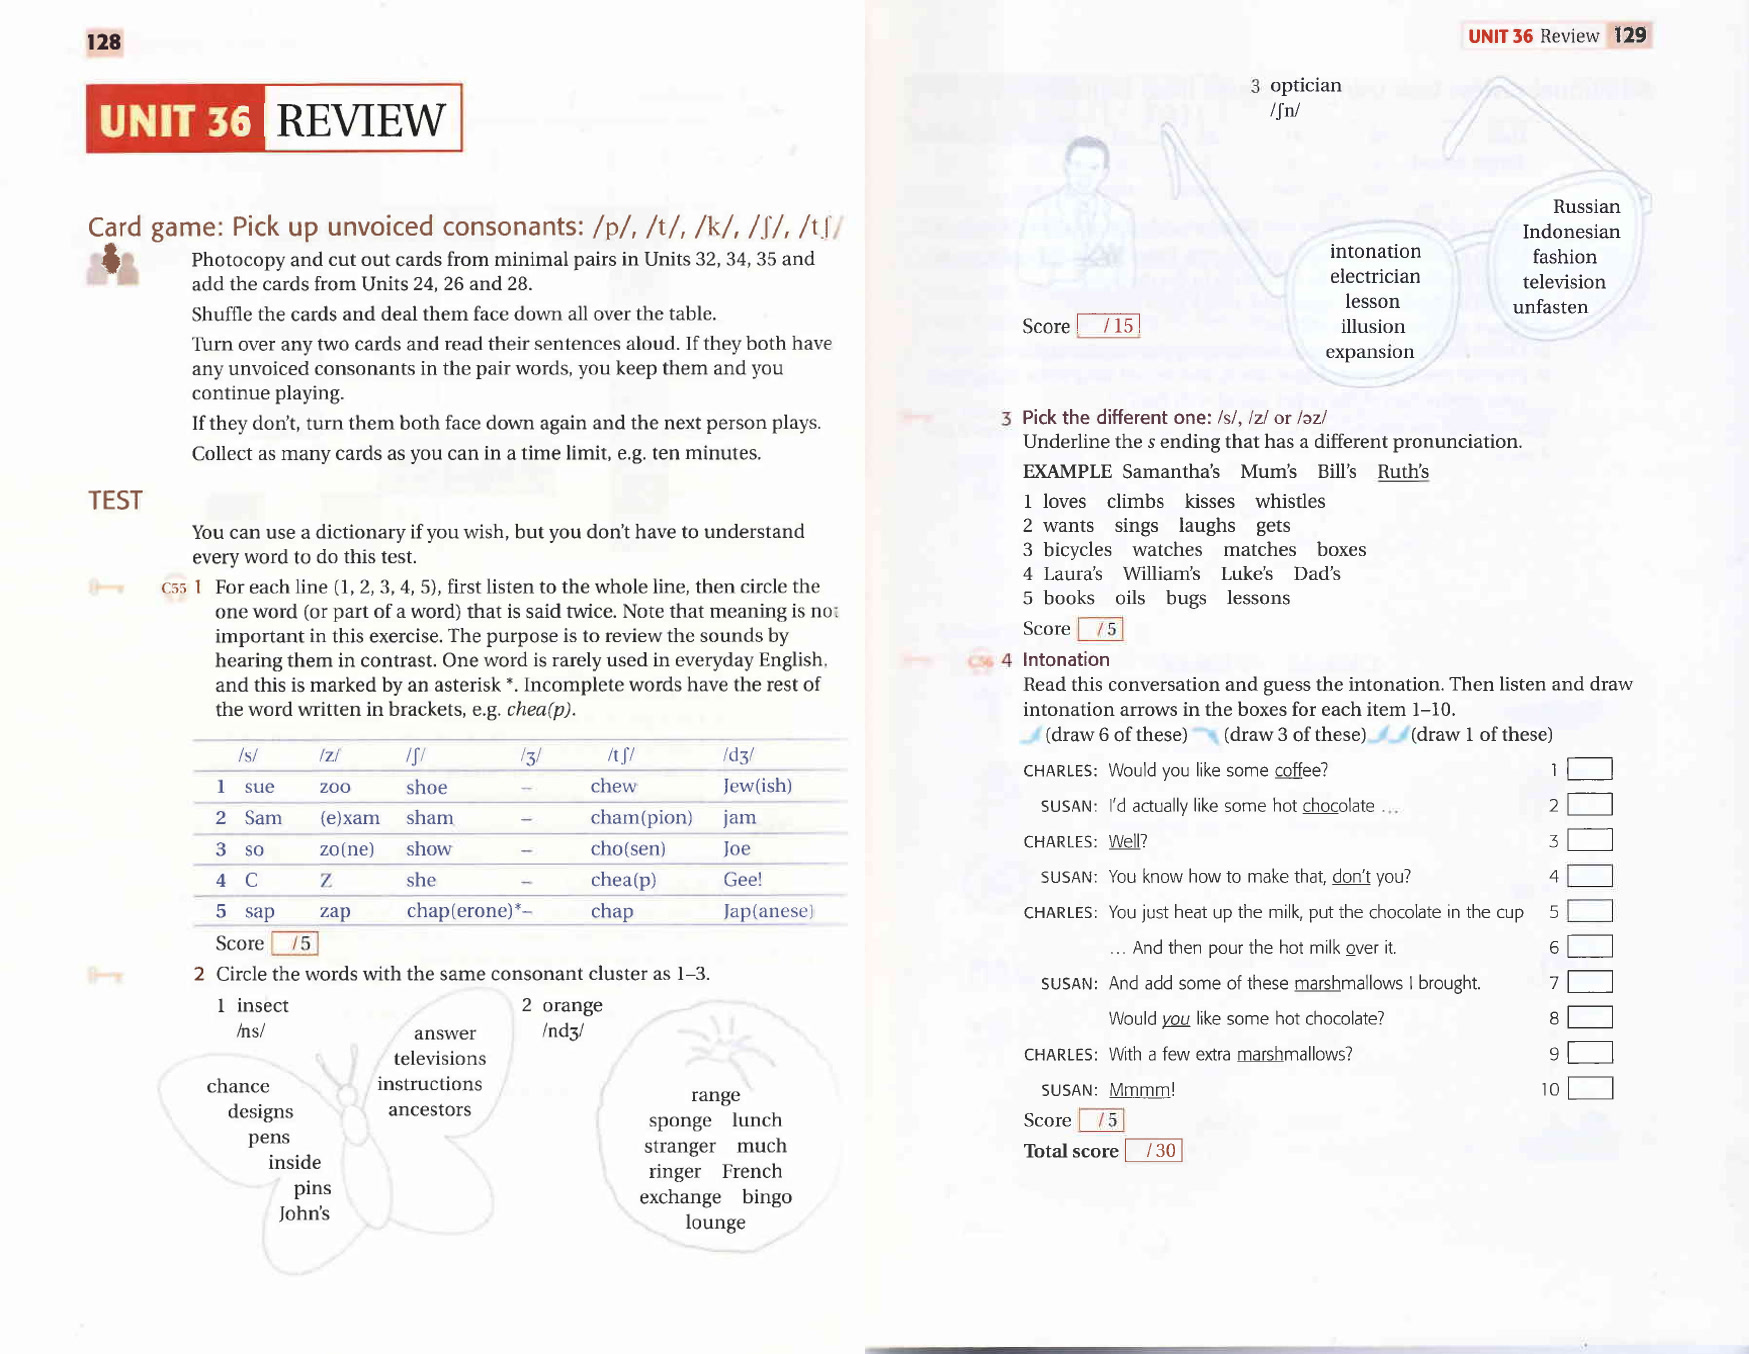 128
UNIT 36 REVIEW
Card game: Pick up unvoiced consonants: /p/, /t/, /k/, /ʃ/, /tʃ/
Photocopy and cut out cards from minimal pairs in Units 32, 34, 35 and
add the cards from Units 24, 26 and 28.
Shuffle the cards and deal them face down all over the table.
Turn over any two cards and read their sentences aloud. If they both have
any unvoiced consonants in the pair words, you keep them and you
continue playing.
If they don't, turn them both face down again and the next person plays.
Collect as many cards as you can in a time limit, e.g. ten minutes.
TEST
You can use a dictionary if you wish, but you don't have to understand
every word to do this test.
C55 1 For each line (1, 2, 3, 4, 5), first listen to the whole line, then circle the
one word (or part of a word) that is said twice. Note that meaning is not
important in this exercise. The purpose is to review the sounds by
hearing them in contrast. One word is rarely used in everyday English,
and this is marked by an asterisk *. Incomplete words have the rest of
the word written in brackets, e.g. chea(p).
/s/ /z/ /ʃ/ /ʒ/ /tʃ/ /dʒ/
1 sue zoo shoe – chew Jew(ish)
2 Sam (e)xam sham – cham(pion) jam
3 so zo(ne) show – cho(sen) Joe
4 C Z she – chea(p) Gee!
5 sap zap chap(erone)*– chap Jap(anese)
Score /5
2 Circle the words with the same consonant cluster as 1–3.
1 insect
/ns/
answer
televisions
instructions
ancestors
chance
designs
pens
inside
pins
John's
2 orange
/ndʒ/
range
sponge lunch
stranger much
ringer French
exchange bingo
lounge
UNIT 36 Review 129
3 optician
/ʃn/
intonation
electrician
lesson
illusion
expansion
Russian
Indonesian
fashion
television
unfasten
Score /15
3 Pick the different one: /s/, /z/ or /əz/
Underline the s ending that has a different pronunciation.
EXAMPLE Samantha's Mum's Bill's Ruth's
1 loves climbs kisses whistles
2 wants sings laughs gets
3 bicycles watches matches boxes
4 Laura's William's Luke's Dad's
5 books oils bugs lessons
Score /5
C56 4 Intonation
Read this conversation and guess the intonation. Then listen and draw
intonation arrows in the boxes for each item 1–10.
(draw 6 of these) (draw 3 of these) (draw 1 of these)
CHARLES: Would you like some coffee? 1
SUSAN: I'd actually like some hot chocolate ... 2
CHARLES: Well? 3
SUSAN: You know how to make that, don't you? 4
CHARLES: You just heat up the milk, put the chocolate in the cup 5
... And then pour the hot milk over it. 6
SUSAN: And add some of these marshmallows I brought. 7
Would you like some hot chocolate? 8
CHARLES: With a few extra marshmallows? 9
SUSAN: Mmmm! 10
Score /5
Total score /30